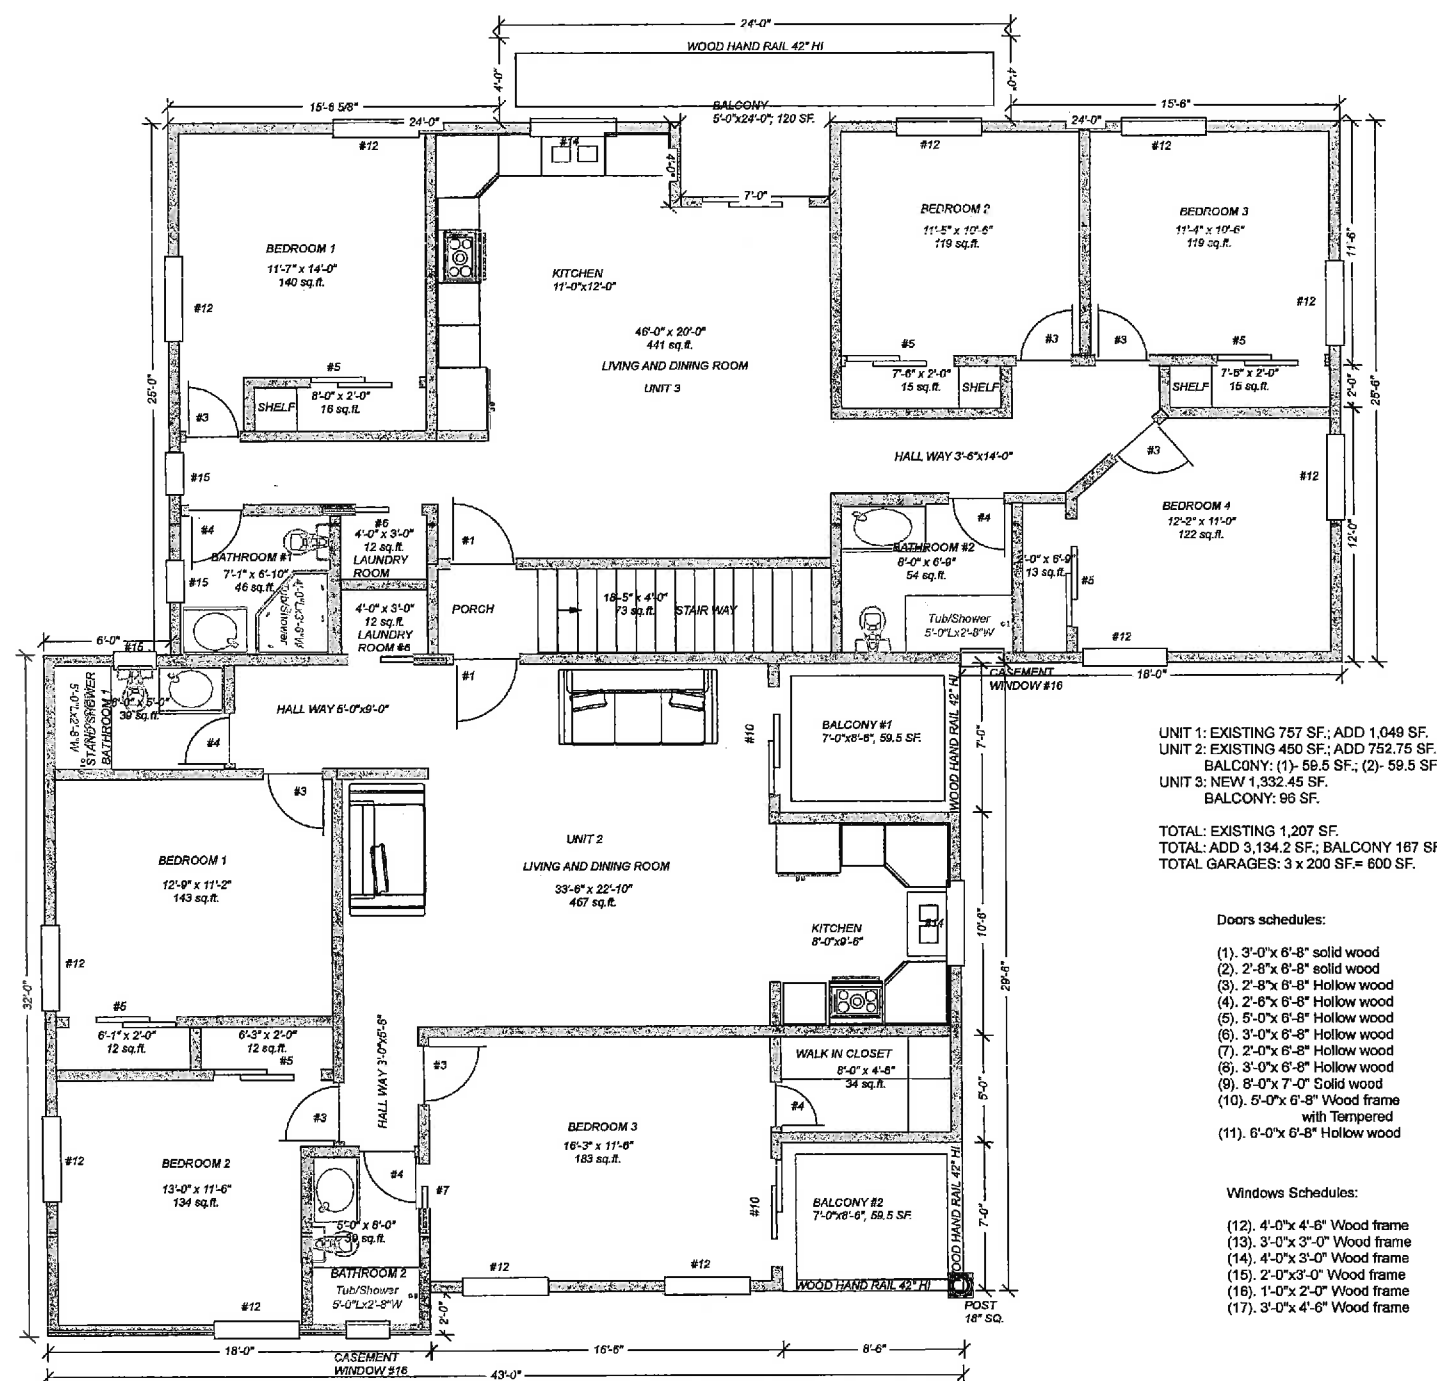 24'-0"
WOOD HAND RAIL 42" HI
4'-0"
4'-0"
15'-6 5/8"
24'-0"
BALCONY
5'-0"x24'-0"; 120 SF.
15'-6"
24'-0"
#12
#14
4'-0"
7'-0"
#12
#12
BEDROOM 1
11'-7" x 14'-0"
140 sq.ft.
KITCHEN
11'-0"x12'-0"
BEDROOM 2
11'-5" x 10'-6"
119 sq.ft.
BEDROOM 3
11'-4" x 10'-6"
119 sq.ft.
11'-6"
25'-0"
25'-6"
#12
#12
46'-0" x 20'-0"
441 sq.ft.
LIVING AND DINING ROOM
UNIT 3
#3
#3
#5
8'-0" x 2'-0"
16 sq.ft.
SHELF
#3
#5
7'-6" x 2'-0"
15 sq.ft.
SHELF
SHELF
#5
7'-6" x 2'-0"
15 sq.ft.
2'-0"
HALL WAY 3'-6"x14'-0"
#3
#12
#15
BEDROOM 4
12'-2" x 11'-0"
122 sq.ft.
12'-0"
#4
#6
4'-0" x 3'-0"
12 sq.ft.
LAUNDRY
ROOM
#1
#4
BATHROOM #1
7'-1" x 6'-10"
46 sq.ft.
#15
4'-0"Lx3'-6"W
Tub/Shower
BATHROOM #2
8'-0" x 6'-9"
54 sq.ft.
-0" x 6'-9"
13 sq.ft.
#5
4'-0" x 3'-0"
12 sq.ft.
LAUNDRY
ROOM #6
PORCH
18'-5" x 4'-0"
73 sq.ft.
STAIR WAY
Tub/Shower
5'-0"Lx2'-8"W
#12
6'-0"
#15
CASEMENT
WINDOW #16
18'-0"
#1
5'-0"Lx2'-8"W
STAND SHOWER
BATHROOM 1
39 sq.ft.
HALL WAY 5'-0"x9'-0"
#4
#10
BALCONY #1
7'-0"x8'-6", 59.5 SF.
WOOD HAND RAIL 42" HI
7'-0"
UNIT 1: EXISTING 757 SF.; ADD 1,049 SF.
UNIT 2: EXISTING 450 SF.; ADD 752.75 SF.
BALCONY: (1)- 59.5 SF.; (2)- 59.5 SF
UNIT 3: NEW 1,332.45 SF.
BALCONY: 96 SF.
TOTAL: EXISTING 1,207 SF.
TOTAL: ADD 3,134.2 SF.; BALCONY 167 SF
TOTAL GARAGES: 3 x 200 SF.= 600 SF.
#3
UNIT 2
LIVING AND DINING ROOM
33'-6" x 22'-10"
467 sq.ft.
BEDROOM 1
12'-9" x 11'-2"
143 sq.ft.
KITCHEN
8'-0"x9'-6"
#14
10'-6"
32'-0"
29'-6"
#12
#5
6'-1" x 2'-0"
12 sq.ft.
6'-3" x 2'-0"
12 sq.ft.
#5
HALL WAY 3'-0"x5'-6"
#3
#3
WALK IN CLOSET
8'-0" x 4'-6"
34 sq.ft.
#4
5'-0"
BEDROOM 3
16'-3" x 11'-6"
183 sq.ft.
#12
BEDROOM 2
13'-0" x 11'-6"
134 sq.ft.
#4
#7
5'-0" x 8'-0"
39 sq.ft.
BATHROOM 2
Tub/Shower
5'-0"Lx2'-8"W
#10
BALCONY #2
7'-0"x8'-6", 59.5 SF.
WOOD HAND RAIL 42" HI
7'-0"
#12
#12
#12
WOOD HAND RAIL 42" HI
POST
18" SQ.
2'-0"
18'-0"
CASEMENT
WINDOW #16
16'-6"
8'-6"
43'-0"
Doors schedules:
(1). 3'-0"x 6'-8" solid wood
(2). 2'-8"x 6'-8" solid wood
(3). 2'-8"x 6'-8" Hollow wood
(4). 2'-6"x 6'-8" Hollow wood
(5). 5'-0"x 6'-8" Hollow wood
(6). 3'-0"x 6'-8" Hollow wood
(7). 2'-0"x 6'-8" Hollow wood
(8). 3'-0"x 6'-8" Hollow wood
(9). 8'-0"x 7'-0" Solid wood
(10). 5'-0"x 6'-8" Wood frame
with Tempered
(11). 6'-0"x 6'-8" Hollow wood
Windows Schedules:
(12). 4'-0"x 4'-6" Wood frame
(13). 3'-0"x 3"-0" Wood frame
(14). 4'-0"x 3'-0" Wood frame
(15). 2'-0"x3'-0" Wood frame
(16). 1'-0"x 2'-0" Wood frame
(17). 3'-0"x 4'-6" Wood frame